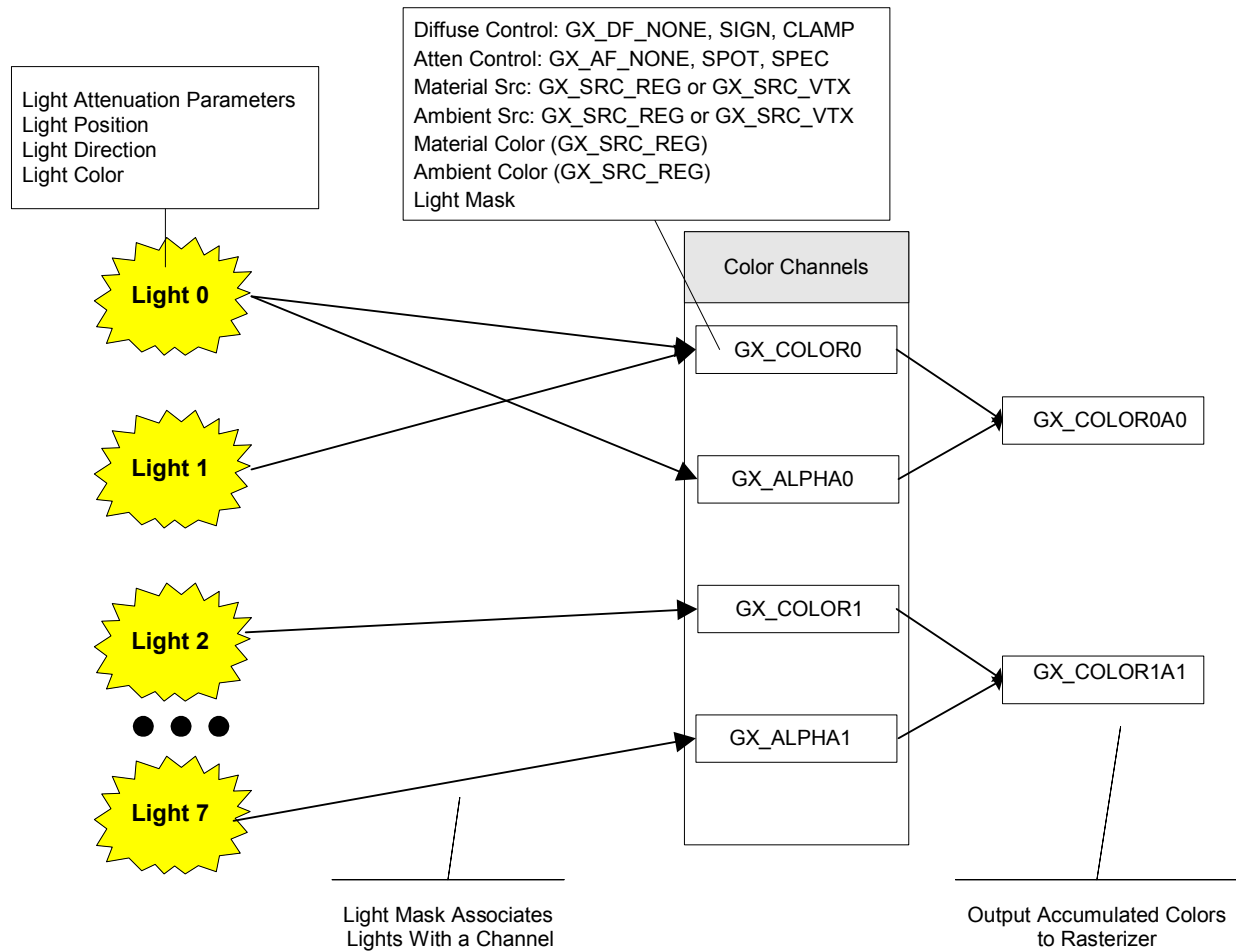 Diffuse Control: GX_DF_NONE, SIGN, CLAMP
Atten Control: GX_AF_NONE, SPOT, SPEC
Material Src: GX_SRC_REG or GX_SRC_VTX
Ambient Src: GX_SRC_REG or GX_SRC_VTX
Material Color (GX_SRC_REG)
Ambient Color (GX_SRC_REG)
Light Mask
Light Attenuation Parameters
Light Position
Light Direction
Light Color
Color Channels
Light 0
GX_COLOR0
GX_COLOR0A0
Light 1
GX_ALPHA0
Light 2
GX_COLOR1
GX_COLOR1A1
GX_ALPHA1
Light 7
Light Mask Associates
Lights With a Channel
Output Accumulated Colors
to Rasterizer